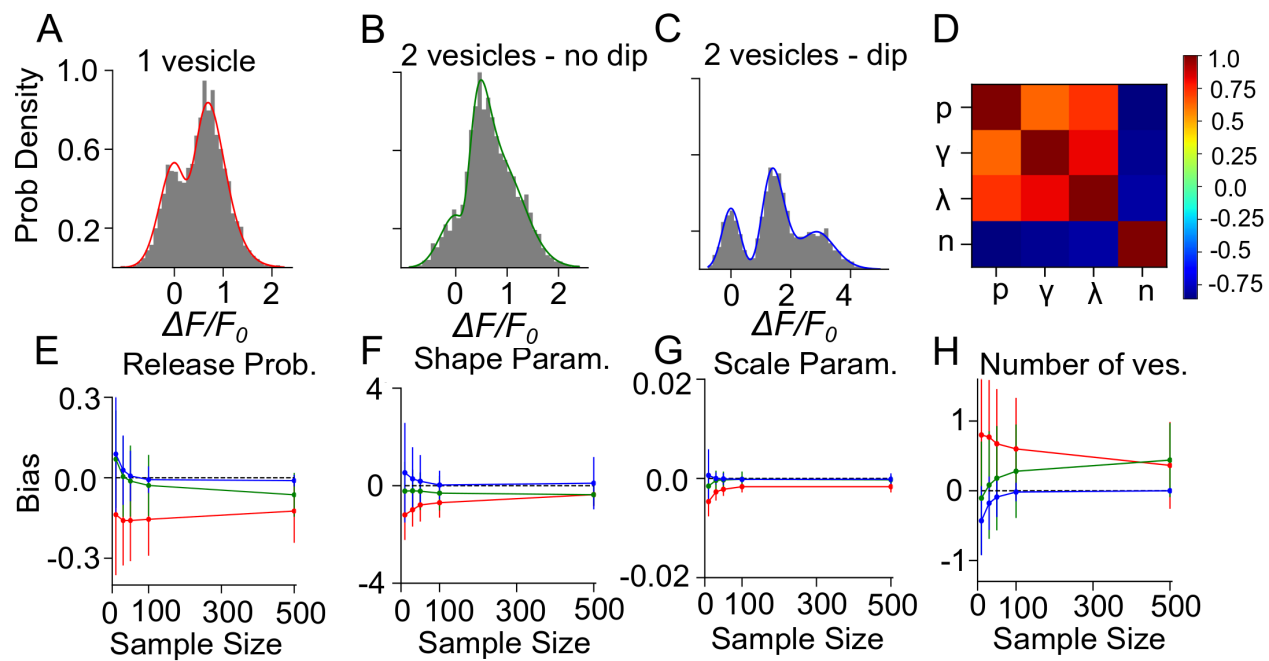 A
1 vesicle
Prob Density
1.0
0.6
0.2
0 1 2
ΔF/F0
B
2 vesicles - no dip
0 1 2
ΔF/F0
C
2 vesicles - dip
0 2 4
ΔF/F0
D
p
γ
λ
n
p γ λ n
1.0
0.75
0.5
0.25
0.0
-0.25
-0.5
-0.75
E
Release Prob.
Bias
0.3
0.0
-0.3
0 100 300 500
Sample Size
F
Shape Param.
4
0
-4
0 100 300 500
Sample Size
G
Scale Param.
0.02
0.0
-0.02
0 100 300 500
Sample Size
H
Number of ves.
1
0
-1
0 100 300 500
Sample Size